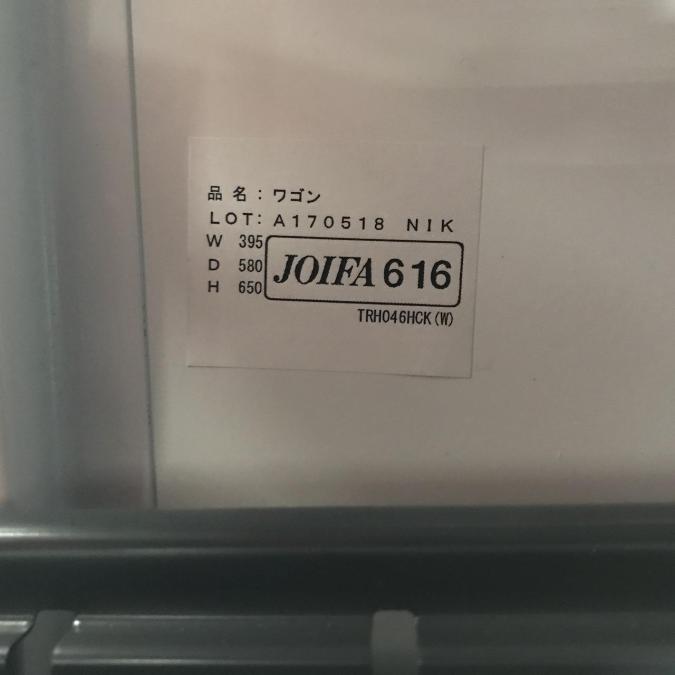 品名：ワゴン
LOT：A170518 NIK
W 395
D 580
H 650
JOIFA 616
TRH046HCK(W)